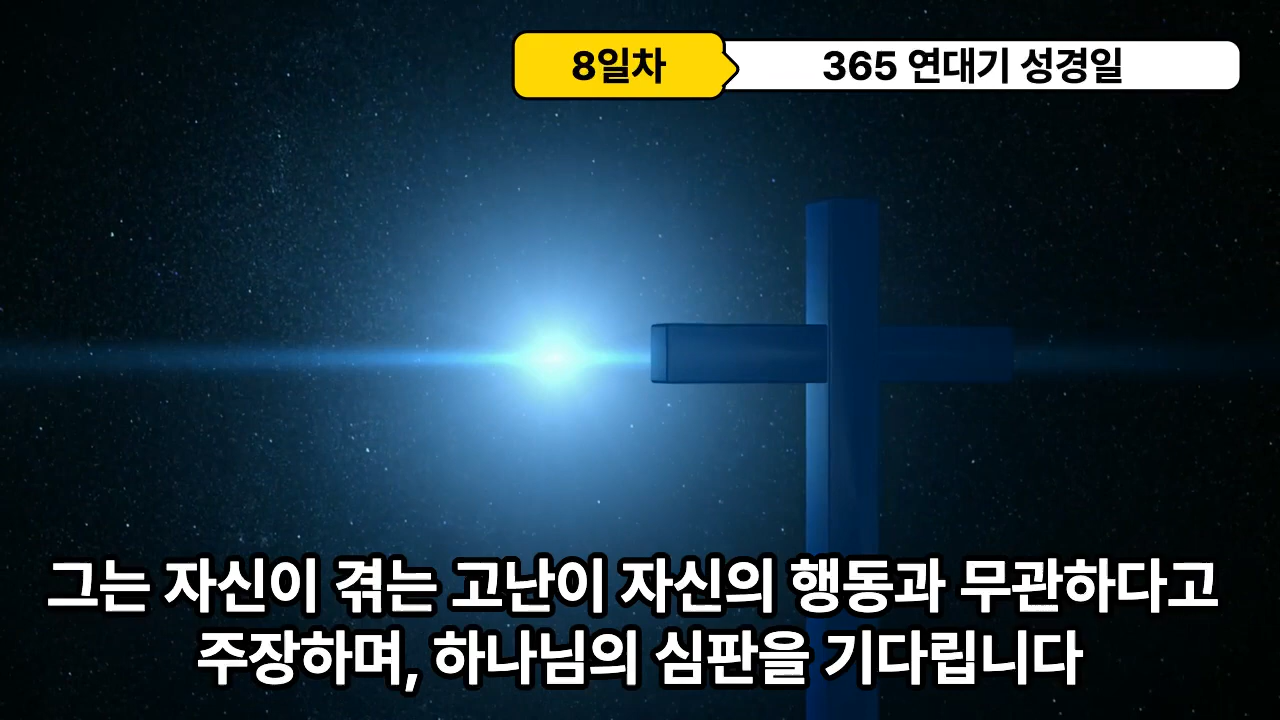 8일차
365 연대기 성경일
그는 자신이 겪는 고난이 자신의 행동과 무관하다고
주장하며, 하나님의 심판을 기다립니다